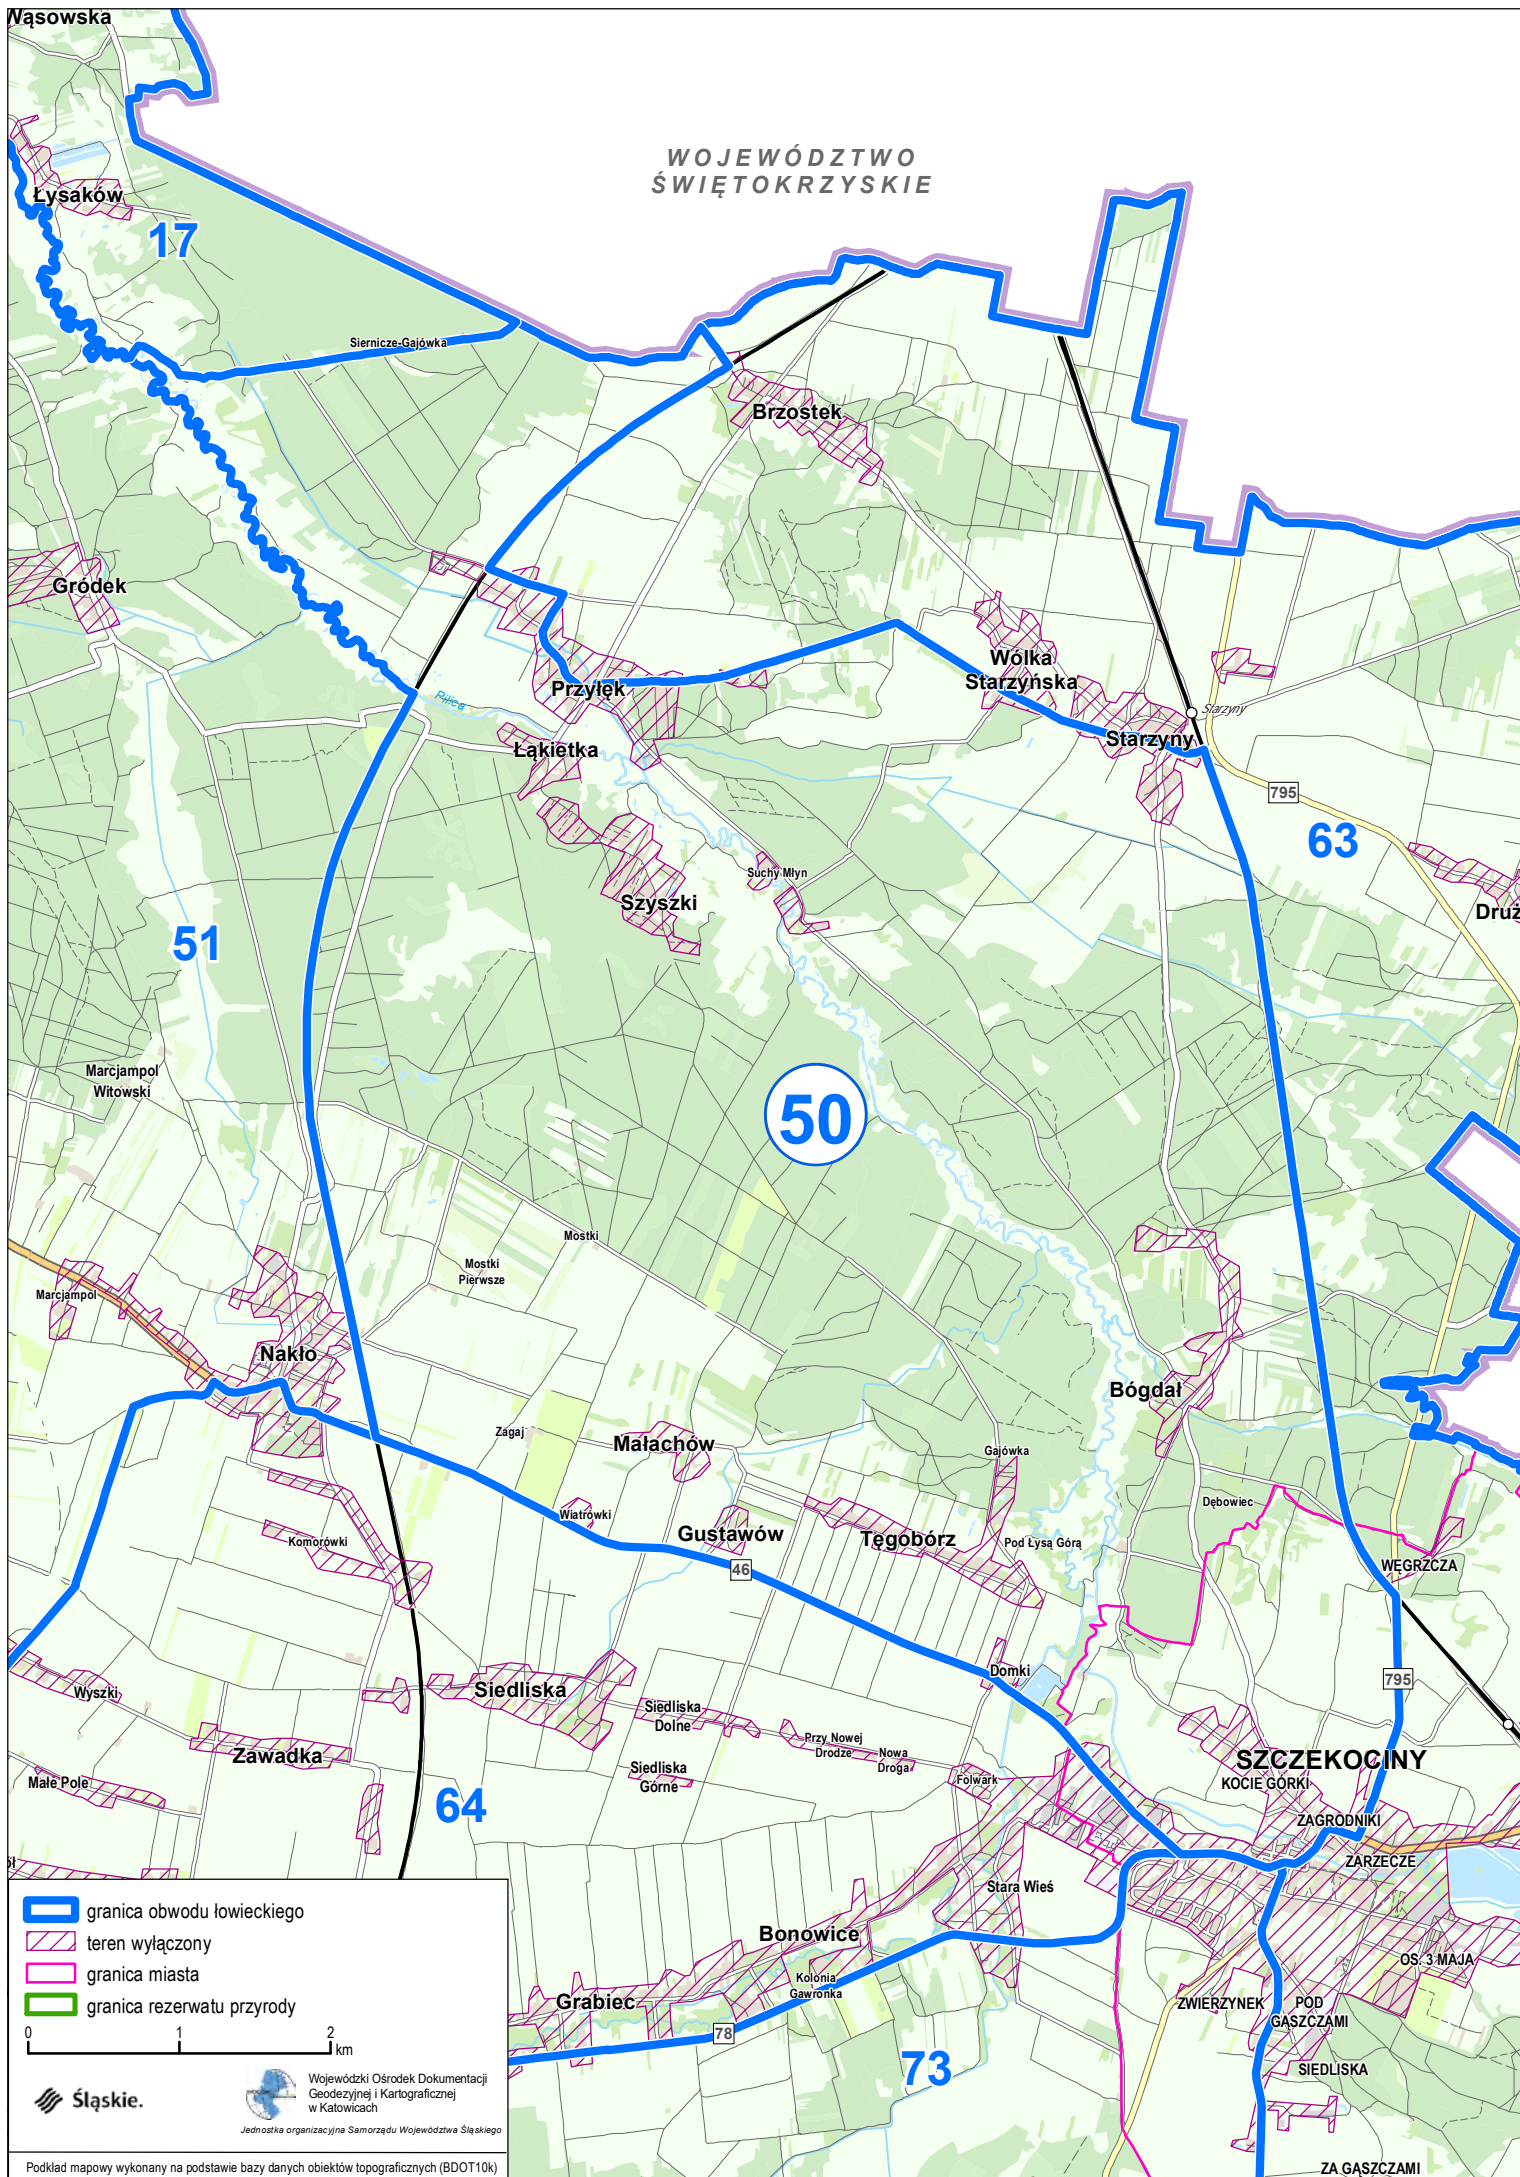 Wąsowska
WOJEWÓDZTWO
ŚWIĘTOKRZYSKIE
Łysaków
17
Siernicze-Gajówka
Brzostek
Gródek
Przyłęk
Pilica
Wólka
Starzyńska
Starzyny
Starzyny
Łąkietka
795
63
Suchy Młyn
Szyszki
Druż
51
Marcjampol
Witowski
50
Mostki
Mostki
Pierwsze
Marcjampol
Nakło
Bógdał
Zagaj
Małachów
Gajówka
Dębowiec
Wiatrówki
Gustawów
Tęgobórz
Pod Łysą Górą
Komorówki
46
WĘGRZCZA
Domki
795
Wyszki
Siedliska
Siedliska
Dolne
Przy Nowej
Drodze
Nowa
Droga
Zawadka
SZCZEKOCINY
KOCIE GÓRKI
Małe Pole
Siedliska
Górne
Folwark
64
ZAGRODNIKI
ZARZECZE
ół
Stara Wieś
Bonowice
OS. 3 MAJA
Kolonia
Gawronka
Grabiec
ZWIERZYNEK
POD
GĄSZCZAMI
78
73
SIEDLISKA
ZA GĄSZCZAMI
granica obwodu łowieckiego
teren wyłączony
granica miasta
granica rezerwatu przyrody
0 1 2
km
Śląskie.
Wojewódzki Ośrodek Dokumentacji
Geodezyjnej i Kartograficznej
w Katowicach
Jednostka organizacyjna Samorządu Województwa Śląskiego
Podkład mapowy wykonany na podstawie bazy danych obiektów topograficznych (BDOT10k)